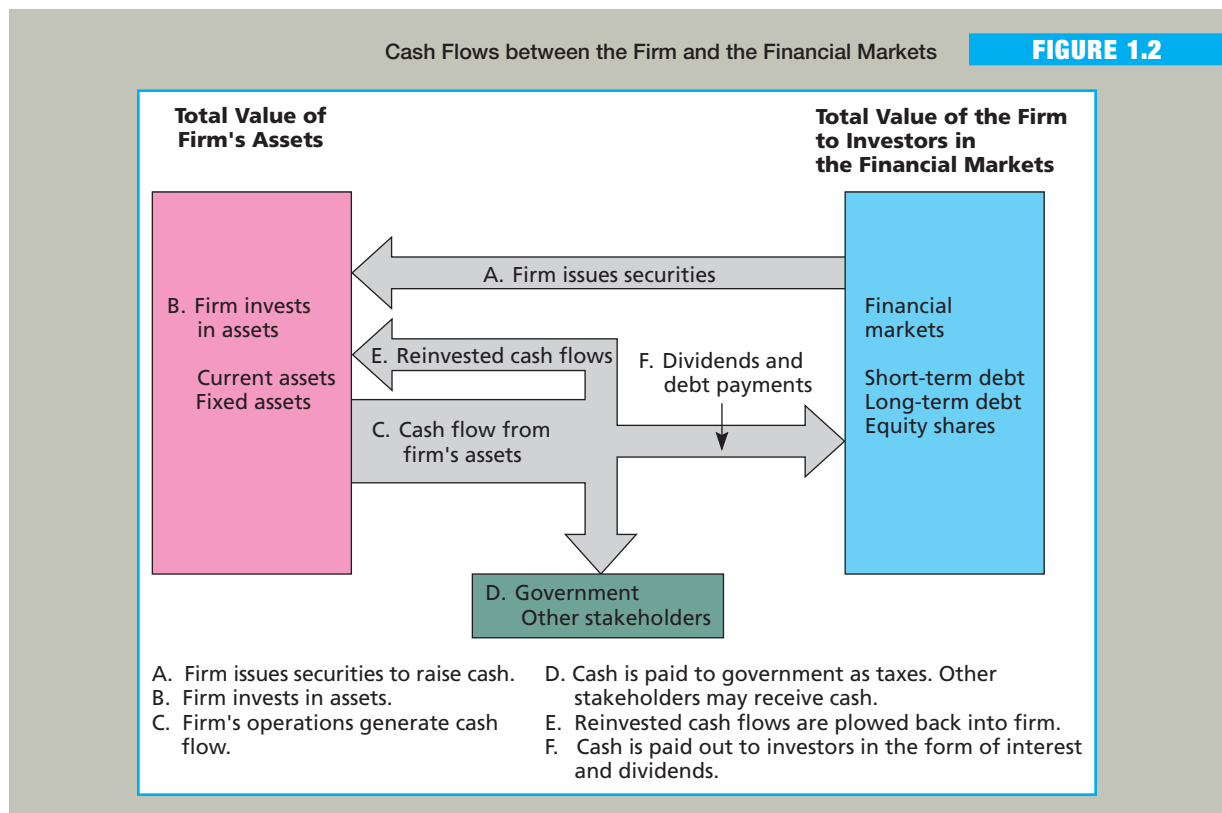 Cash Flows between the Firm and the Financial Markets
FIGURE 1.2
Total Value of
Firm's Assets
Total Value of the Firm
to Investors in
the Financial Markets
A. Firm issues securities
B. Firm invests
in assets
Current assets
Fixed assets
E. Reinvested cash flows
F. Dividends and
debt payments
C. Cash flow from
firm's assets
Financial
markets
Short-term debt
Long-term debt
Equity shares
D. Government
Other stakeholders
A. Firm issues securities to raise cash.
B. Firm invests in assets.
C. Firm's operations generate cash
flow.
D. Cash is paid to government as taxes. Other
stakeholders may receive cash.
E. Reinvested cash flows are plowed back into firm.
F. Cash is paid out to investors in the form of interest
and dividends.